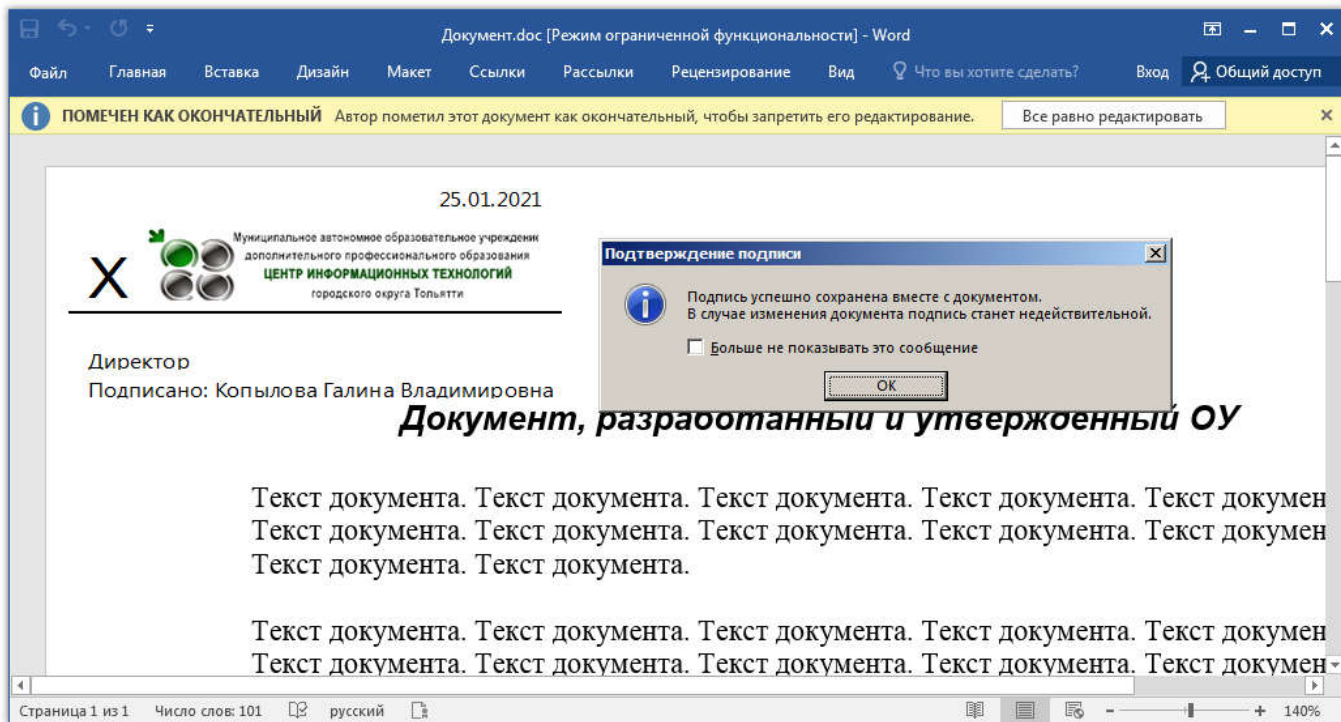 Документ.doc [Режим ограниченной функциональности] - Word
Файл Главная Вставка Дизайн Макет Ссылки Рассылки Рецензирование Вид Что вы хотите сделать? Вход Общий доступ
ПОМЕЧЕН КАК ОКОНЧАТЕЛЬНЫЙ Автор пометил этот документ как окончательный, чтобы запретить его редактирование. Все равно редактировать
25.01.2021
X
Муниципальное автономное образовательное учреждени
дополнительного профессионального образования
ЦЕНТР ИНФОРМАЦИОННЫХ ТЕХНОЛОГИЙ
городского округа Тольятти
Директор
Подписано: Копылова Галина Владимировна
Подтверждение подписи
Подпись успешно сохранена вместе с документом.
В случае изменения документа подпись станет недействительной.
Больше не показывать это сообщение
ОК
Документ, разработанный и утвержденный ОУ
Текст документа. Текст документа. Текст документа. Текст документа. Текст докумен
Текст документа. Текст документа. Текст документа. Текст документа. Текст докумен
Текст документа. Текст документа.
Текст документа. Текст документа. Текст документа. Текст документа. Текст докумен
Текст документа. Текст документа. Текст документа. Текст документа. Текст докумен
Страница 1 из 1 Число слов: 101 русский 140%